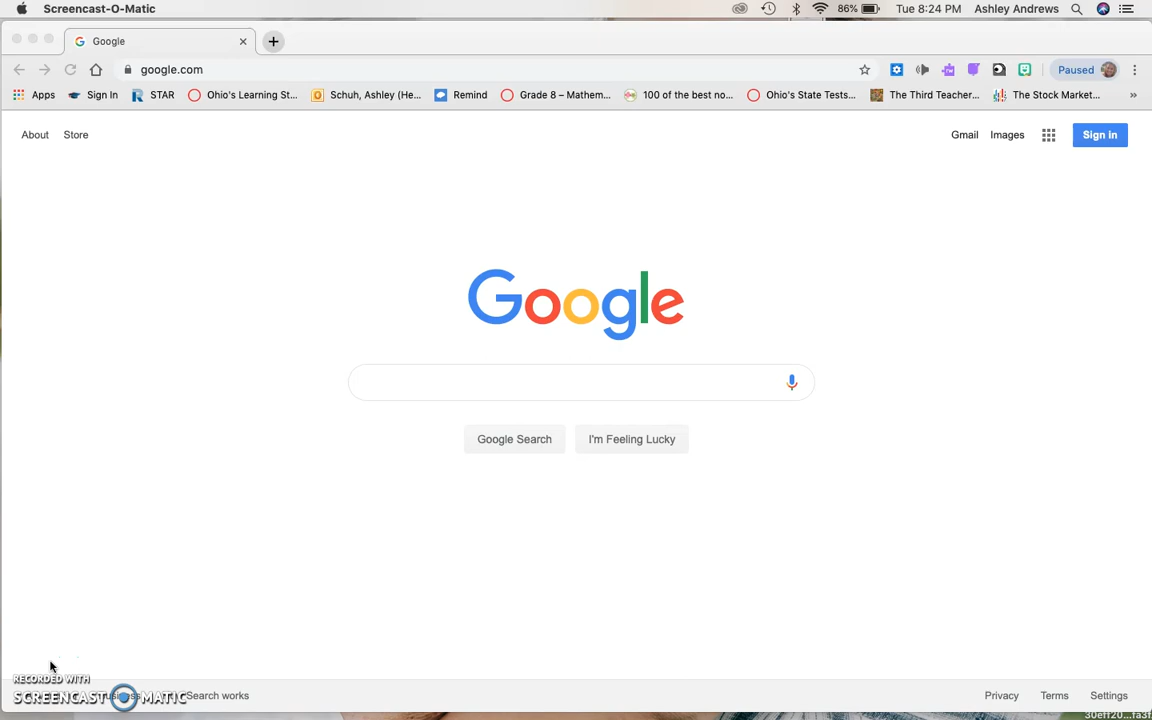 Screencast-O-Matic 86% Tue 8:24 PM Ashley Andrews
Google
google.com Paused
Apps Sign In STAR Ohio's Learning St... Schuh, Ashley (He... Remind Grade 8 – Mathem... 100 of the best no... Ohio's State Tests... The Third Teacher... The Stock Market... »
About Store Gmail Images Sign in
Google
Google Search I'm Feeling Lucky
RECORDED WITH
SCREENCAST-O-MATIC
Search works Privacy Terms Settings